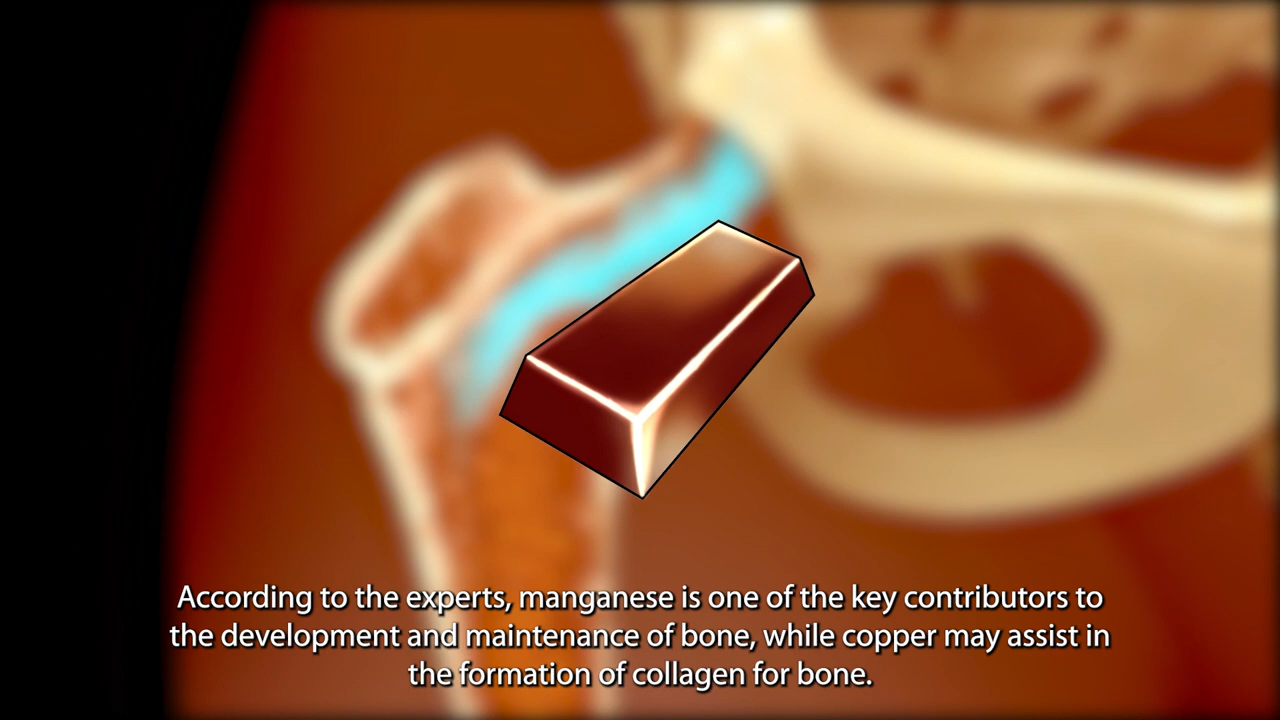 According to the experts, manganese is one of the key contributors to
the development and maintenance of bone, while copper may assist in
the formation of collagen for bone.